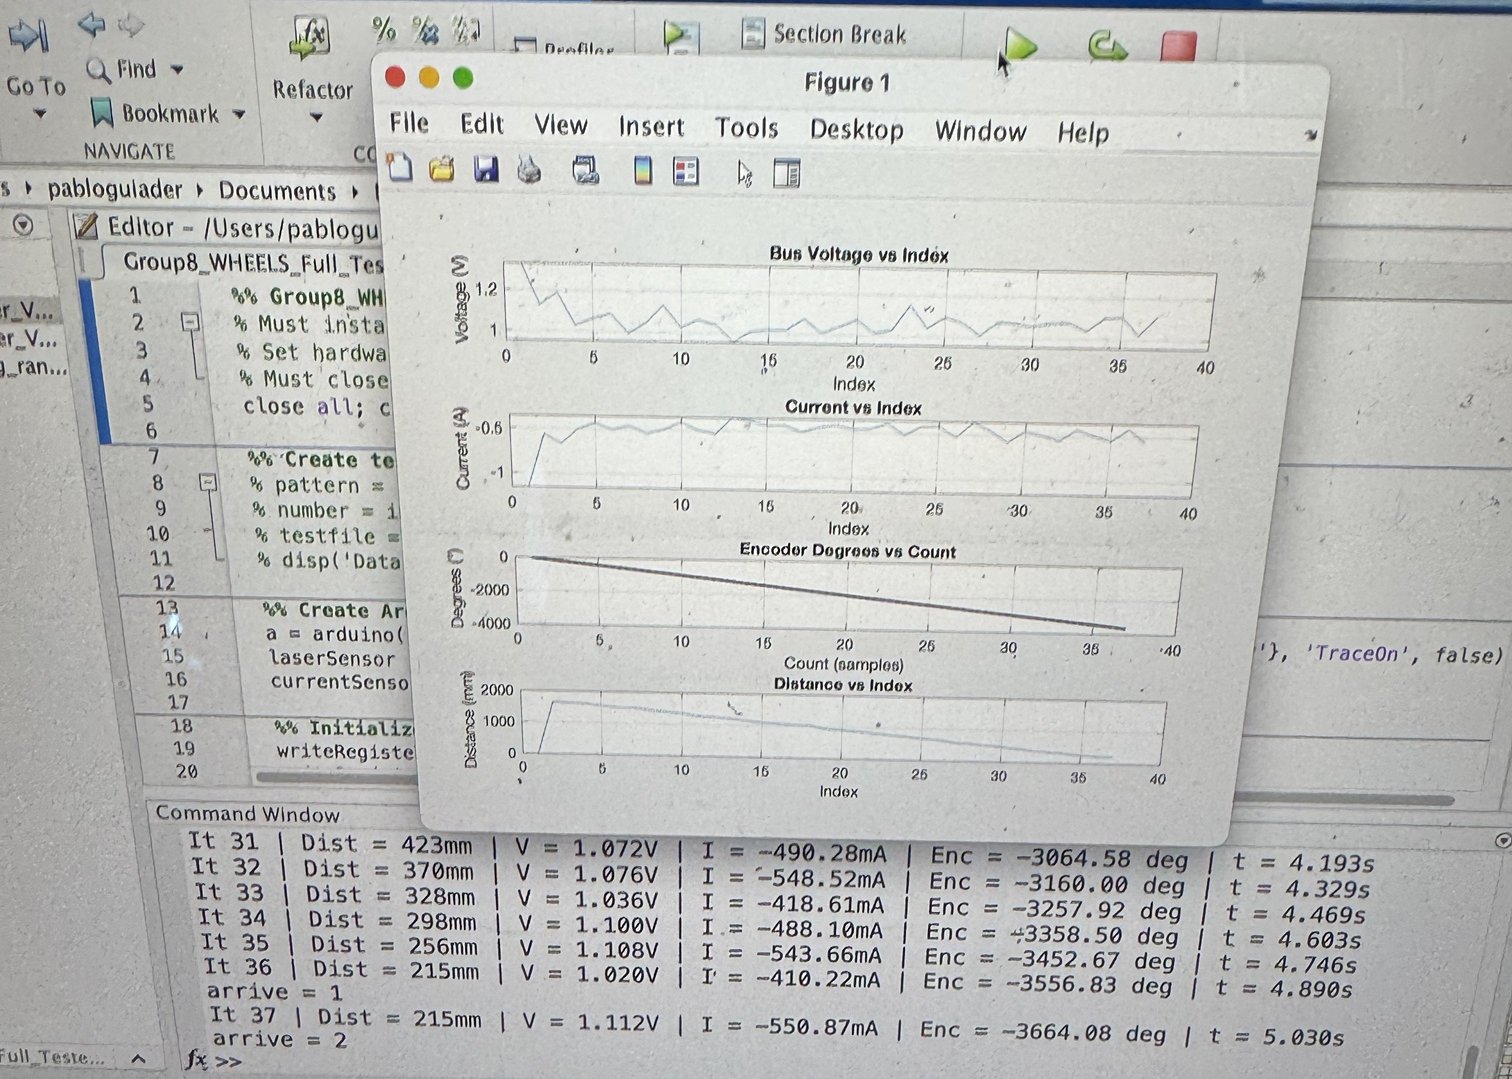 Section Break
Go To
Find
Bookmark
Refactor
Profiler
NAVIGATE
Figure 1
File Edit View Insert Tools Desktop Window Help
pabloguiader › Documents ›
Editor - /Users/pablogu
Group8_WHEELS_Full_Tes
1 %% Group8_WH
2 % Must insta
3 % Set hardwa
4 % Must close
5 close all; c
6
7 %% Create te
8 % pattern =
9 % number = i
10 % testfile =
11 % disp('Data
12
13 %% Create Ar
14 a = arduino(
15 laserSensor
'}, 'TraceOn', false)
16 currentSenso
17
18 %% Initializ
19 writeRegiste
20
er_V...
er_V...
g_ran...
Bus Voltage vs Index
Voltage (V)
1.2
1
0 5 10 15 20 25 30 35 40
Index
Current vs Index
Current (A)
-0.6
-1
0 5 10 15 20 25 30 35 40
Index
Encoder Degrees vs Count
Degrees (°)
0
-2000
-4000
0 5 10 15 20 25 30 35 40
Count (samples)
Distance vs Index
Distance (mm)
2000
1000
0
0 5 10 15 20 25 30 35 40
Index
Command Window
It 31 | Dist = 423mm | V = 1.072V | I = -490.28mA | Enc = -3064.58 deg | t = 4.193s
It 32 | Dist = 370mm | V = 1.076V | I = -548.52mA | Enc = -3160.00 deg | t = 4.329s
It 33 | Dist = 328mm | V = 1.036V | I = -418.61mA | Enc = -3257.92 deg | t = 4.469s
It 34 | Dist = 298mm | V = 1.100V | I = -488.10mA | Enc = -3358.50 deg | t = 4.603s
It 35 | Dist = 256mm | V = 1.108V | I = -543.66mA | Enc = -3452.67 deg | t = 4.746s
It 36 | Dist = 215mm | V = 1.020V | I = -410.22mA | Enc = -3556.83 deg | t = 4.890s
arrive = 1
It 37 | Dist = 215mm | V = 1.112V | I = -550.87mA | Enc = -3664.08 deg | t = 5.030s
arrive = 2
fx >>
Full_Teste...